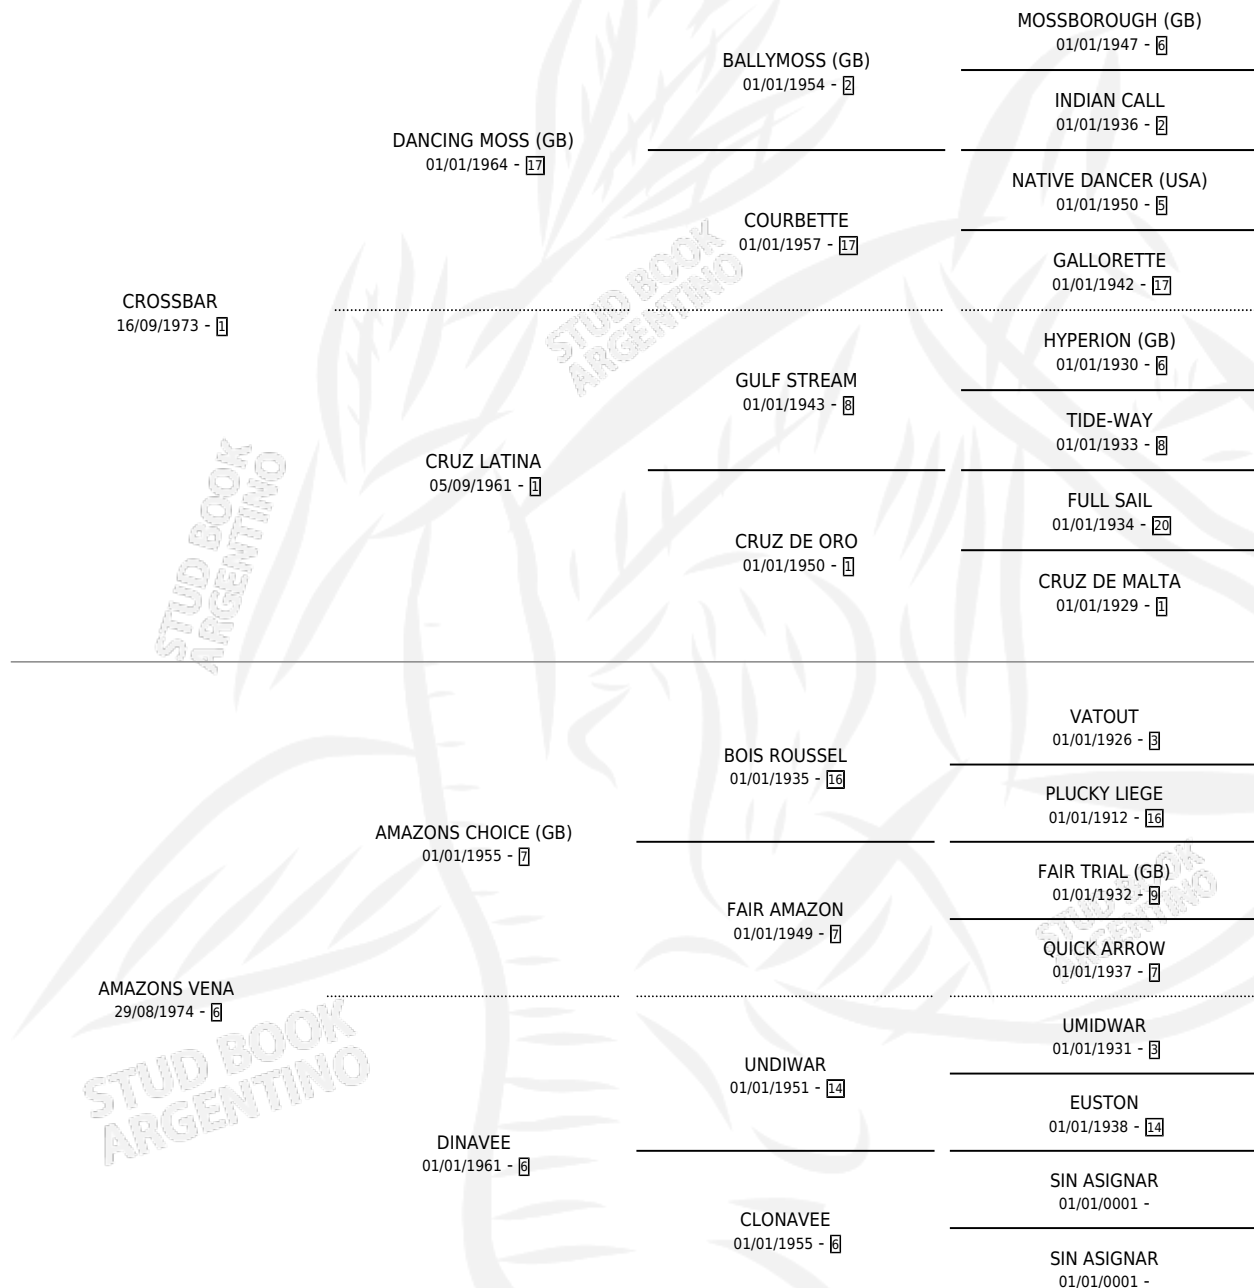 MOSSBOROUGH (GB)
01/01/1947 - 6
BALLYMOSS (GB)
01/01/1954 - 2
INDIAN CALL
01/01/1936 - 2
DANCING MOSS (GB)
01/01/1964 - 17
NATIVE DANCER (USA)
01/01/1950 - 5
COURBETTE
01/01/1957 - 17
GALLORETTE
01/01/1942 - 17
CROSSBAR
16/09/1973 - 1
HYPERION (GB)
01/01/1930 - 6
GULF STREAM
01/01/1943 - 8
TIDE-WAY
01/01/1933 - 8
CRUZ LATINA
05/09/1961 - 1
FULL SAIL
01/01/1934 - 20
CRUZ DE ORO
01/01/1950 - 1
CRUZ DE MALTA
01/01/1929 - 1
VATOUT
01/01/1926 - 3
BOIS ROUSSEL
01/01/1935 - 16
PLUCKY LIEGE
01/01/1912 - 16
AMAZONS CHOICE (GB)
01/01/1955 - 7
FAIR TRIAL (GB)
01/01/1932 - 9
FAIR AMAZON
01/01/1949 - 7
QUICK ARROW
01/01/1937 - 7
AMAZONS VENA
29/08/1974 - 6
UMIDWAR
01/01/1931 - 3
UNDIWAR
01/01/1951 - 14
EUSTON
01/01/1938 - 14
DINAVEE
01/01/1961 - 6
SIN ASIGNAR
01/01/0001 -
CLONAVEE
01/01/1955 - 6
SIN ASIGNAR
01/01/0001 -
STUD BOOK
ARGENTINO
STUD BOOK
ARGENTINO
STUD BOOK
ARGENTINO
STUD BOOK
ARGENTINO